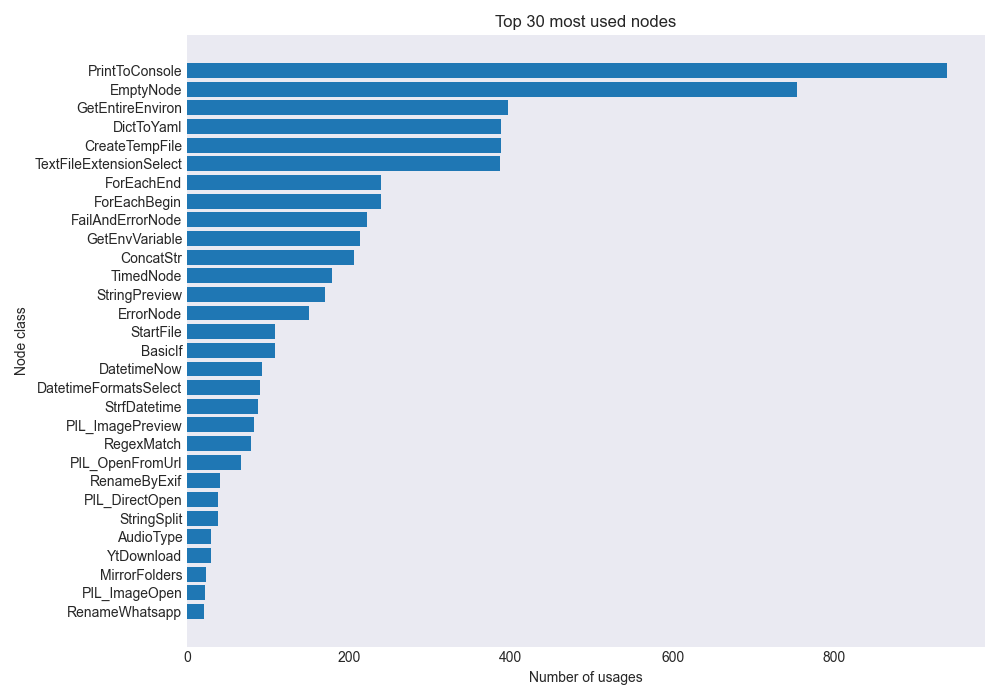 Top 30 most used nodes
PrintToConsole
EmptyNode
GetEntireEnviron
DictToYaml
CreateTempFile
TextFileExtensionSelect
ForEachEnd
ForEachBegin
FailAndErrorNode
GetEnvVariable
ConcatStr
TimedNode
StringPreview
ErrorNode
StartFile
BasicIf
DatetimeNow
DatetimeFormatsSelect
StrfDatetime
PIL_ImagePreview
RegexMatch
PIL_OpenFromUrl
RenameByExif
PIL_DirectOpen
StringSplit
AudioType
YtDownload
MirrorFolders
PIL_ImageOpen
RenameWhatsapp
Node class
0 200 400 600 800
Number of usages